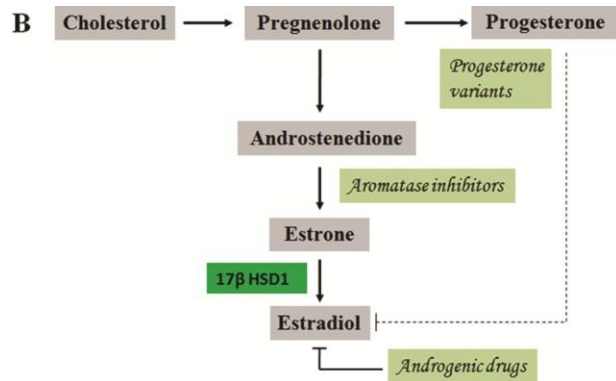 B
Cholesterol
Pregnenolone
Progesterone
Progesterone
variants
Androstenedione
Aromatase inhibitors
Estrone
17β HSD1
Estradiol
Androgenic drugs